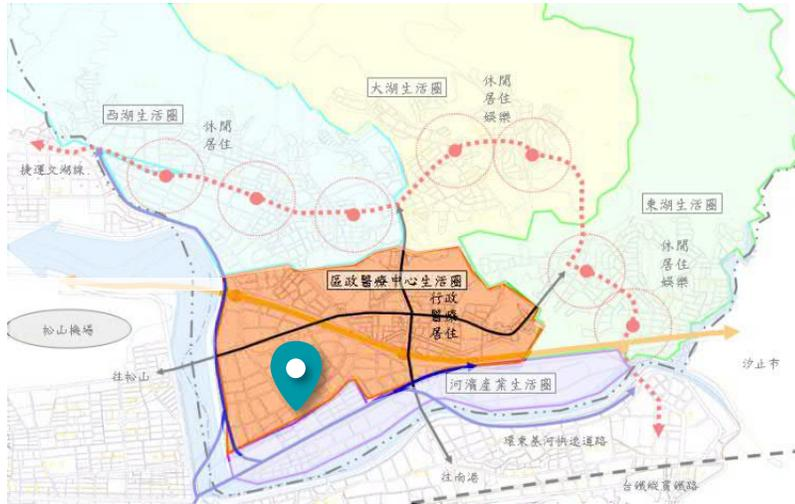 大湖生活圈
休閒
居住
娛樂
西湖生活圈
休閒
居住
捷運文湖線
東湖生活圈
休閒
居住
娛樂
區政醫療中心生活圈
行政
醫療
居住
松山機場
往松山
汐止市
河濱產業生活圈
環東基河快速道路
往南港
台鐵縱貫鐵路